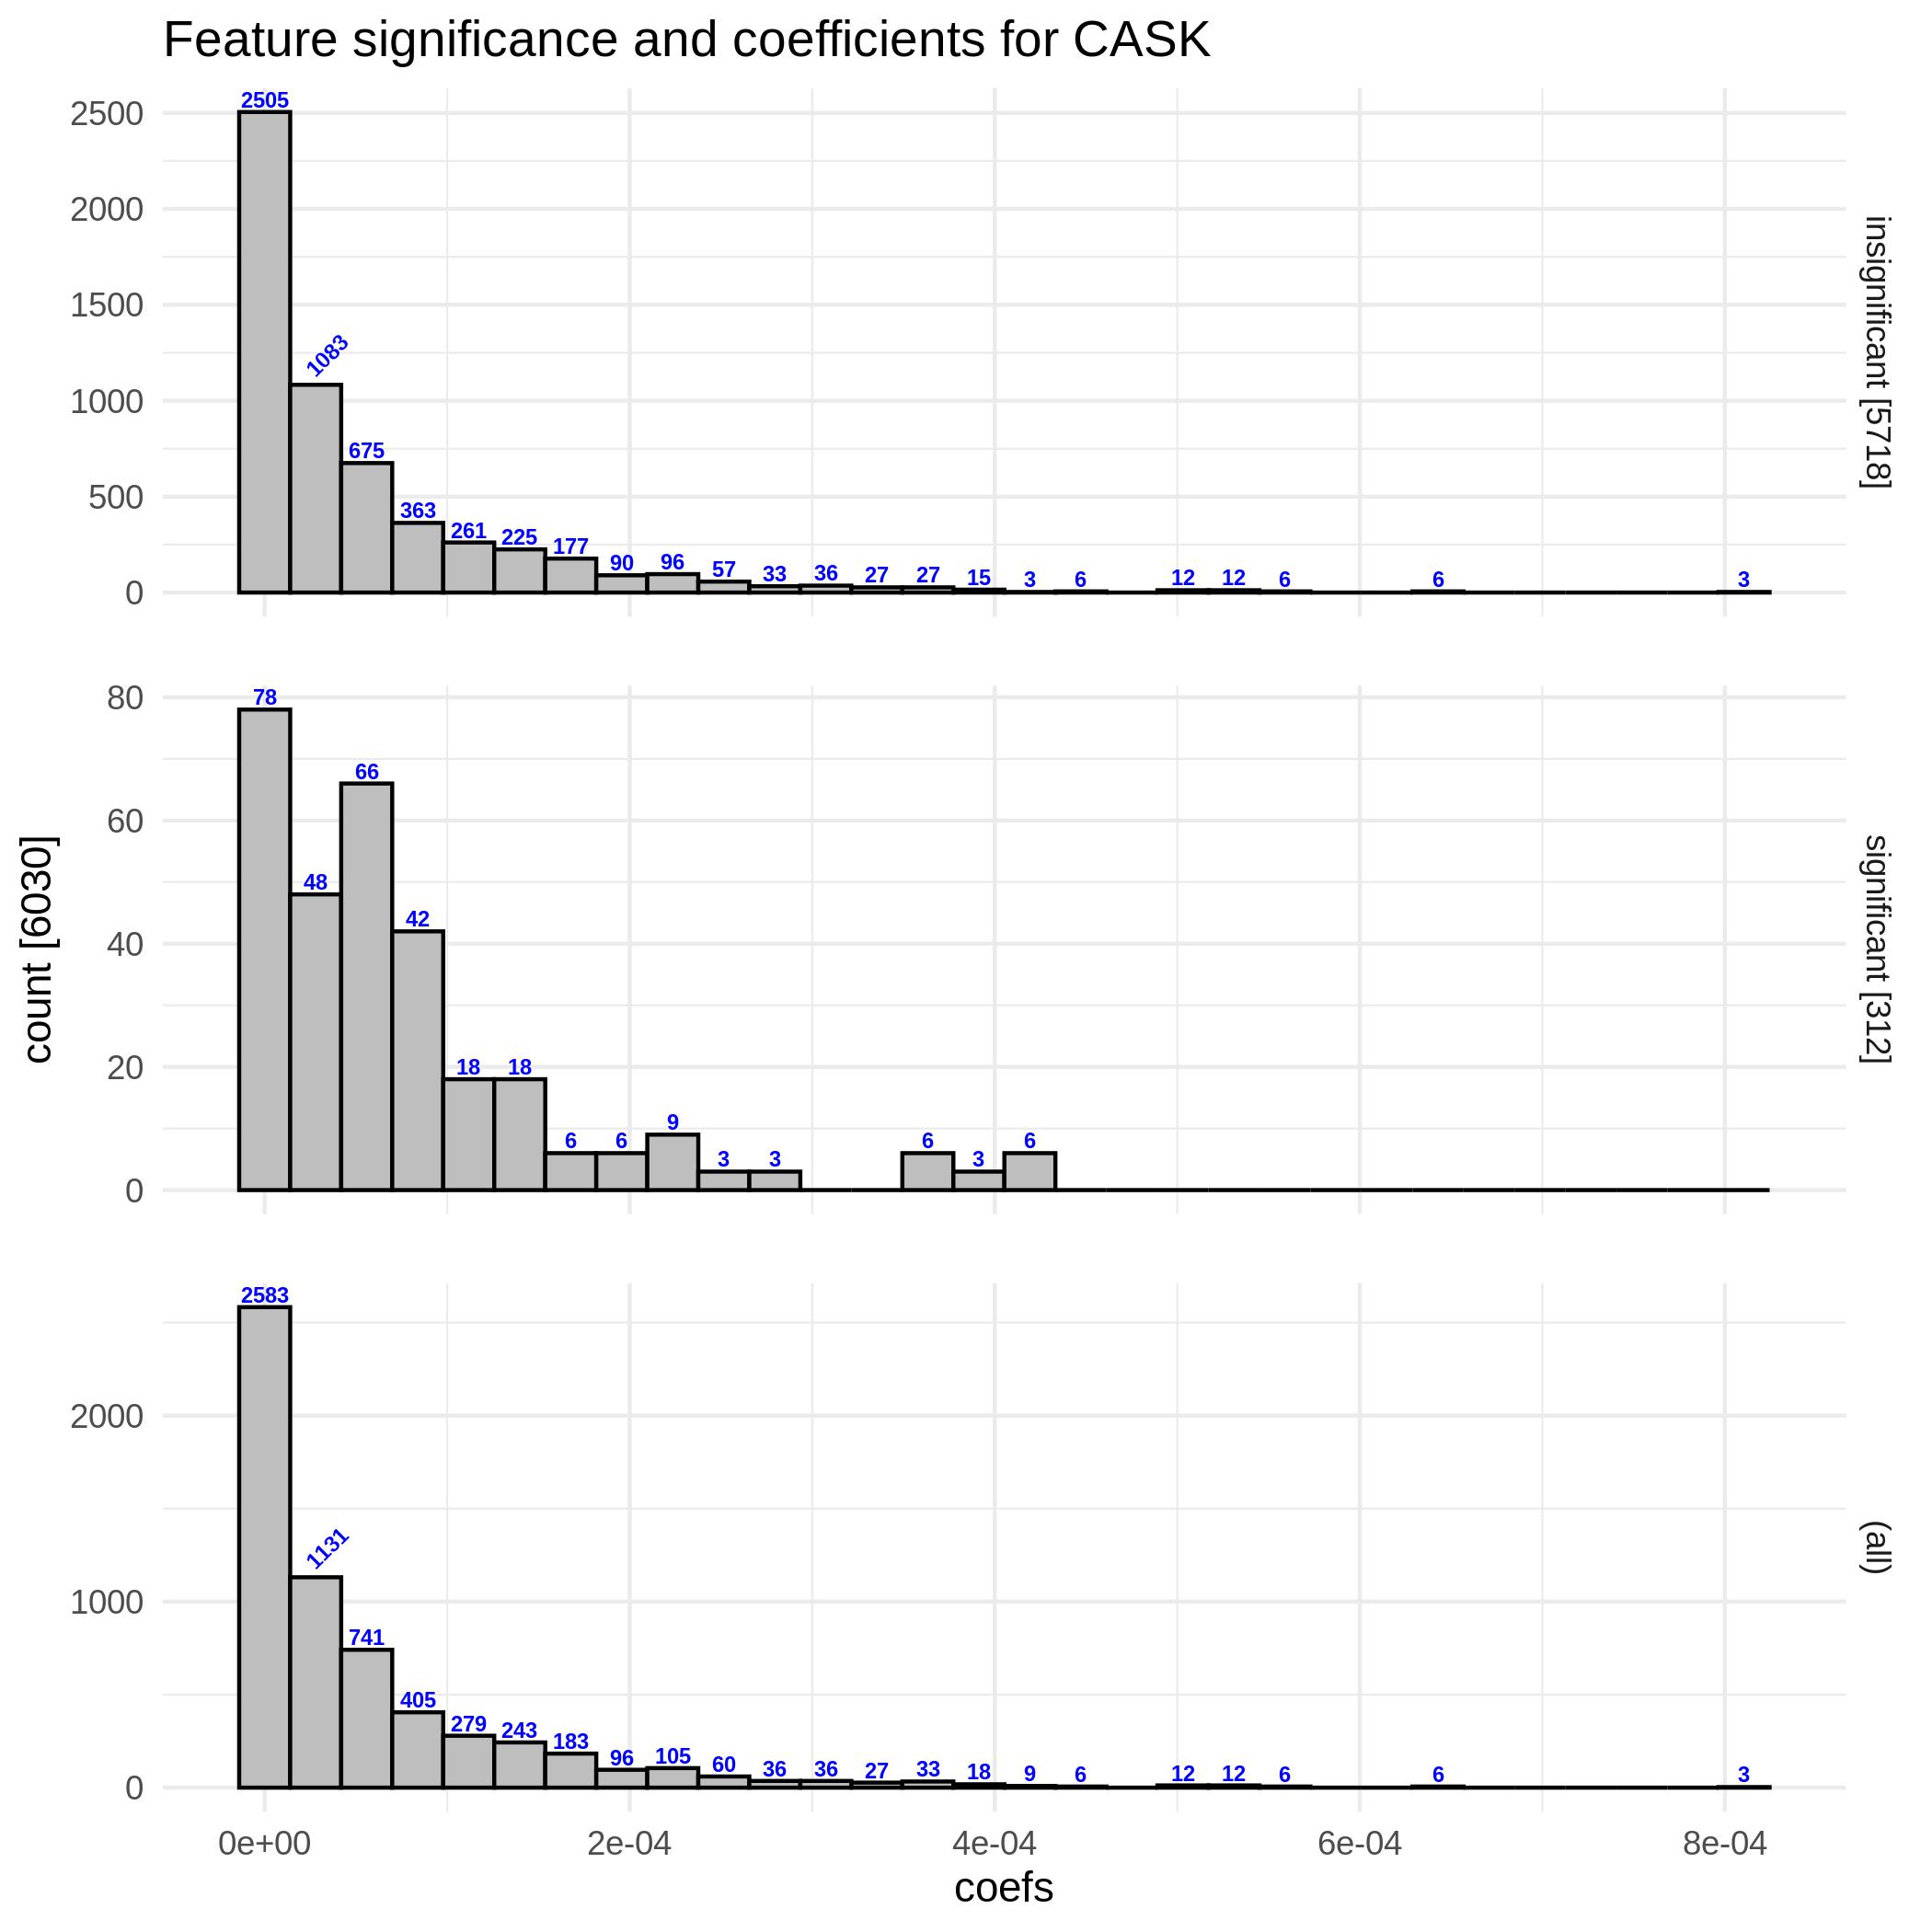 Feature significance and coefficients for CASK
2505
2500
2000
1500
1083
1000
675
500
363
261 225 177 90 96 57 33 36 27 27 15 3 6 12 12 6 6 3
0
insignificant [5718]
80
78
66
60
48
42
40
20
18 18
6 6 9 3 3 6 3 6
0
significant [312]
count [6030]
2583
2000
1131
1000
741
405
279 243 183 96 105 60 36 36 27 33 18 9 6 12 12 6 6 3
0
(all)
0e+00 2e-04 4e-04 6e-04 8e-04
coefs